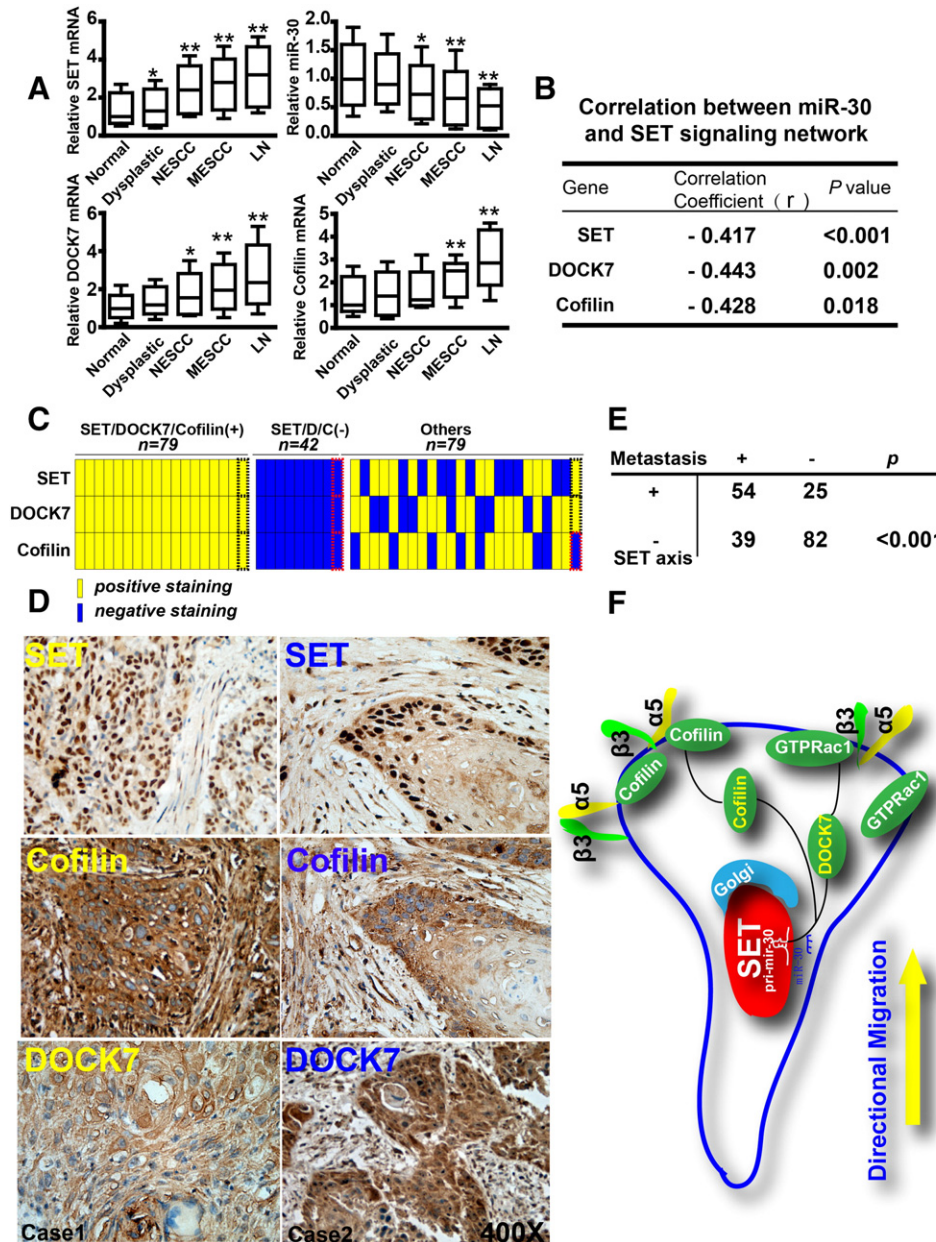 A
Relative SET mRNA
6
4
2
0
* ** ** **
Normal Dysplastic NESCC MESCC LN
Relative miR-30
2.0
1.5
1.0
0.5
0.0
* ** **
Normal Dysplastic NESCC MESCC LN
Relative DOCK7 mRNA
6
4
2
0
* ** **
Normal Dysplastic NESCC MESCC LN
Relative Cofilin mRNA
5
4
3
2
1
0
** **
Normal Dysplastic NESCC MESCC LN
B
Correlation between miR-30
and SET signaling network
Gene Correlation Coefficient (r) P value
SET - 0.417 <0.001
DOCK7 - 0.443 0.002
Cofilin - 0.428 0.018
C
SET/DOCK7/Cofilin(+)
n=79
SET/D/C(-)
n=42
Others
n=79
SET
DOCK7
Cofilin
positive staining
negative staining
E
Metastasis + - p
+ 54 25
- 39 82 <0.001
SET axis
D
SET
SET
Cofilin
Cofilin
DOCK7
Case1
DOCK7
Case2 400X
F
β3
α5
Cofilin
β3
α5
GTPRac1
α5
β3
Cofilin
Cofilin
GTPRac1
DOCK7
Golgi
SET
pri-mir-30
miR-30
Directional Migration